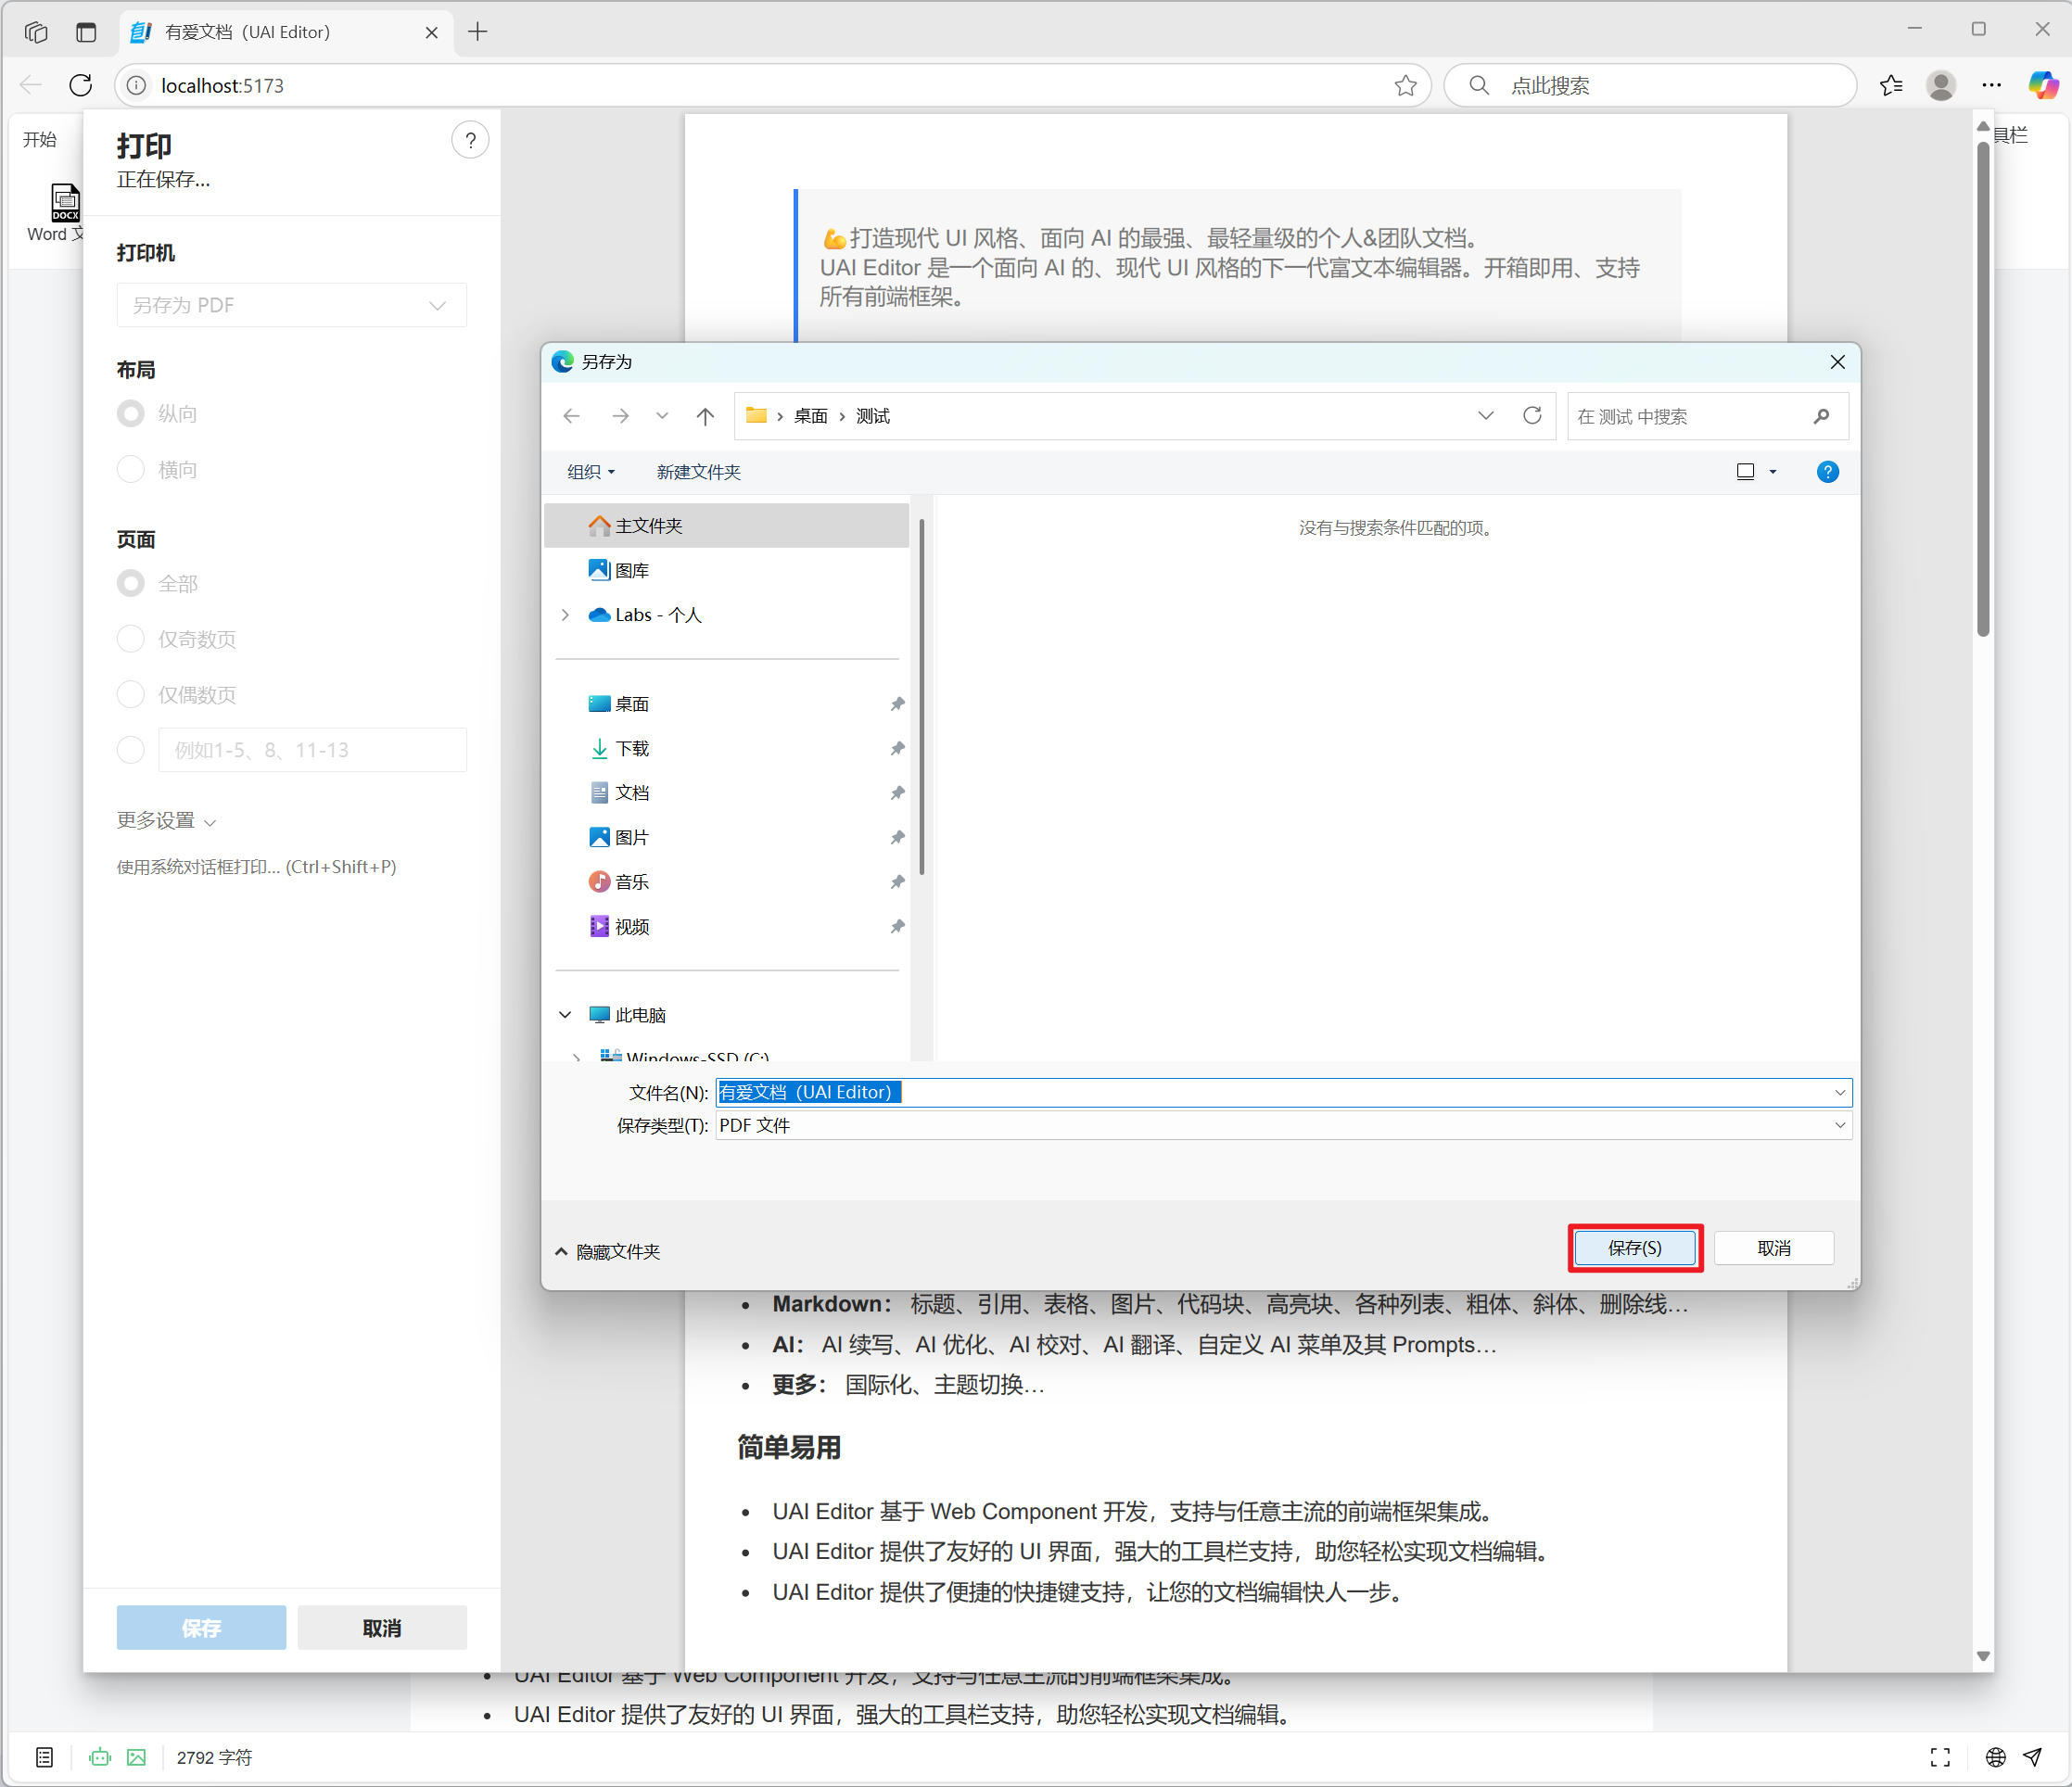 有爱文档（UAI Editor）
localhost:5173
点此搜索
开始
具栏
DOCX
Word 文
打印
?
正在保存...
打印机
另存为 PDF
布局
纵向
横向
页面
全部
仅奇数页
仅偶数页
例如1-5、8、11-13
更多设置
使用系统对话框打印... (Ctrl+Shift+P)
保存
取消
💪打造现代 UI 风格、面向 AI 的最强、最轻量级的个人&团队文档。
UAI Editor 是一个面向 AI 的、现代 UI 风格的下一代富文本编辑器。开箱即用、支持
所有前端框架。
另存为
桌面 › 测试
在 测试 中搜索
组织
新建文件夹
?
主文件夹
图库
Labs - 个人
桌面
下载
文档
图片
音乐
视频
此电脑
Windows-SSD (C:)
没有与搜索条件匹配的项。
文件名(N): 有爱文档（UAI Editor）
保存类型(T): PDF 文件
隐藏文件夹
保存(S)
取消
• Markdown： 标题、引用、表格、图片、代码块、高亮块、各种列表、粗体、斜体、删除线…
• AI： AI 续写、AI 优化、AI 校对、AI 翻译、自定义 AI 菜单及其 Prompts…
• 更多： 国际化、主题切换…
简单易用
• UAI Editor 基于 Web Component 开发，支持与任意主流的前端框架集成。
• UAI Editor 提供了友好的 UI 界面，强大的工具栏支持，助您轻松实现文档编辑。
• UAI Editor 提供了便捷的快捷键支持，让您的文档编辑快人一步。
• UAI Editor 基于 Web Component 开发，支持与任意主流的前端框架集成。
• UAI Editor 提供了友好的 UI 界面，强大的工具栏支持，助您轻松实现文档编辑。
2792 字符